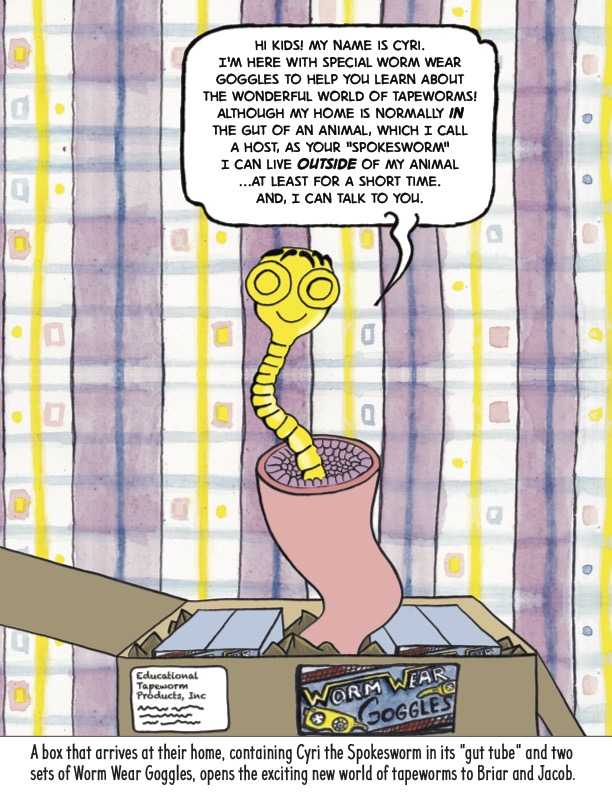 HI KIDS! MY NAME IS CYRI.
I'M HERE WITH SPECIAL WORM WEAR
GOGGLES TO HELP YOU LEARN ABOUT
THE WONDERFUL WORLD OF TAPEWORMS!
ALTHOUGH MY HOME IS NORMALLY IN
THE GUT OF AN ANIMAL, WHICH I CALL
A HOST, AS YOUR "SPOKESWORM"
I CAN LIVE OUTSIDE OF MY ANIMAL
...AT LEAST FOR A SHORT TIME.
AND, I CAN TALK TO YOU.
Educational
Tapeworm
Products, Inc
WORM WEAR
GOGGLES
A box that arrives at their home, containing Cyri the Spokesworm in its "gut tube" and two
sets of Worm Wear Goggles, opens the exciting new world of tapeworms to Briar and Jacob.